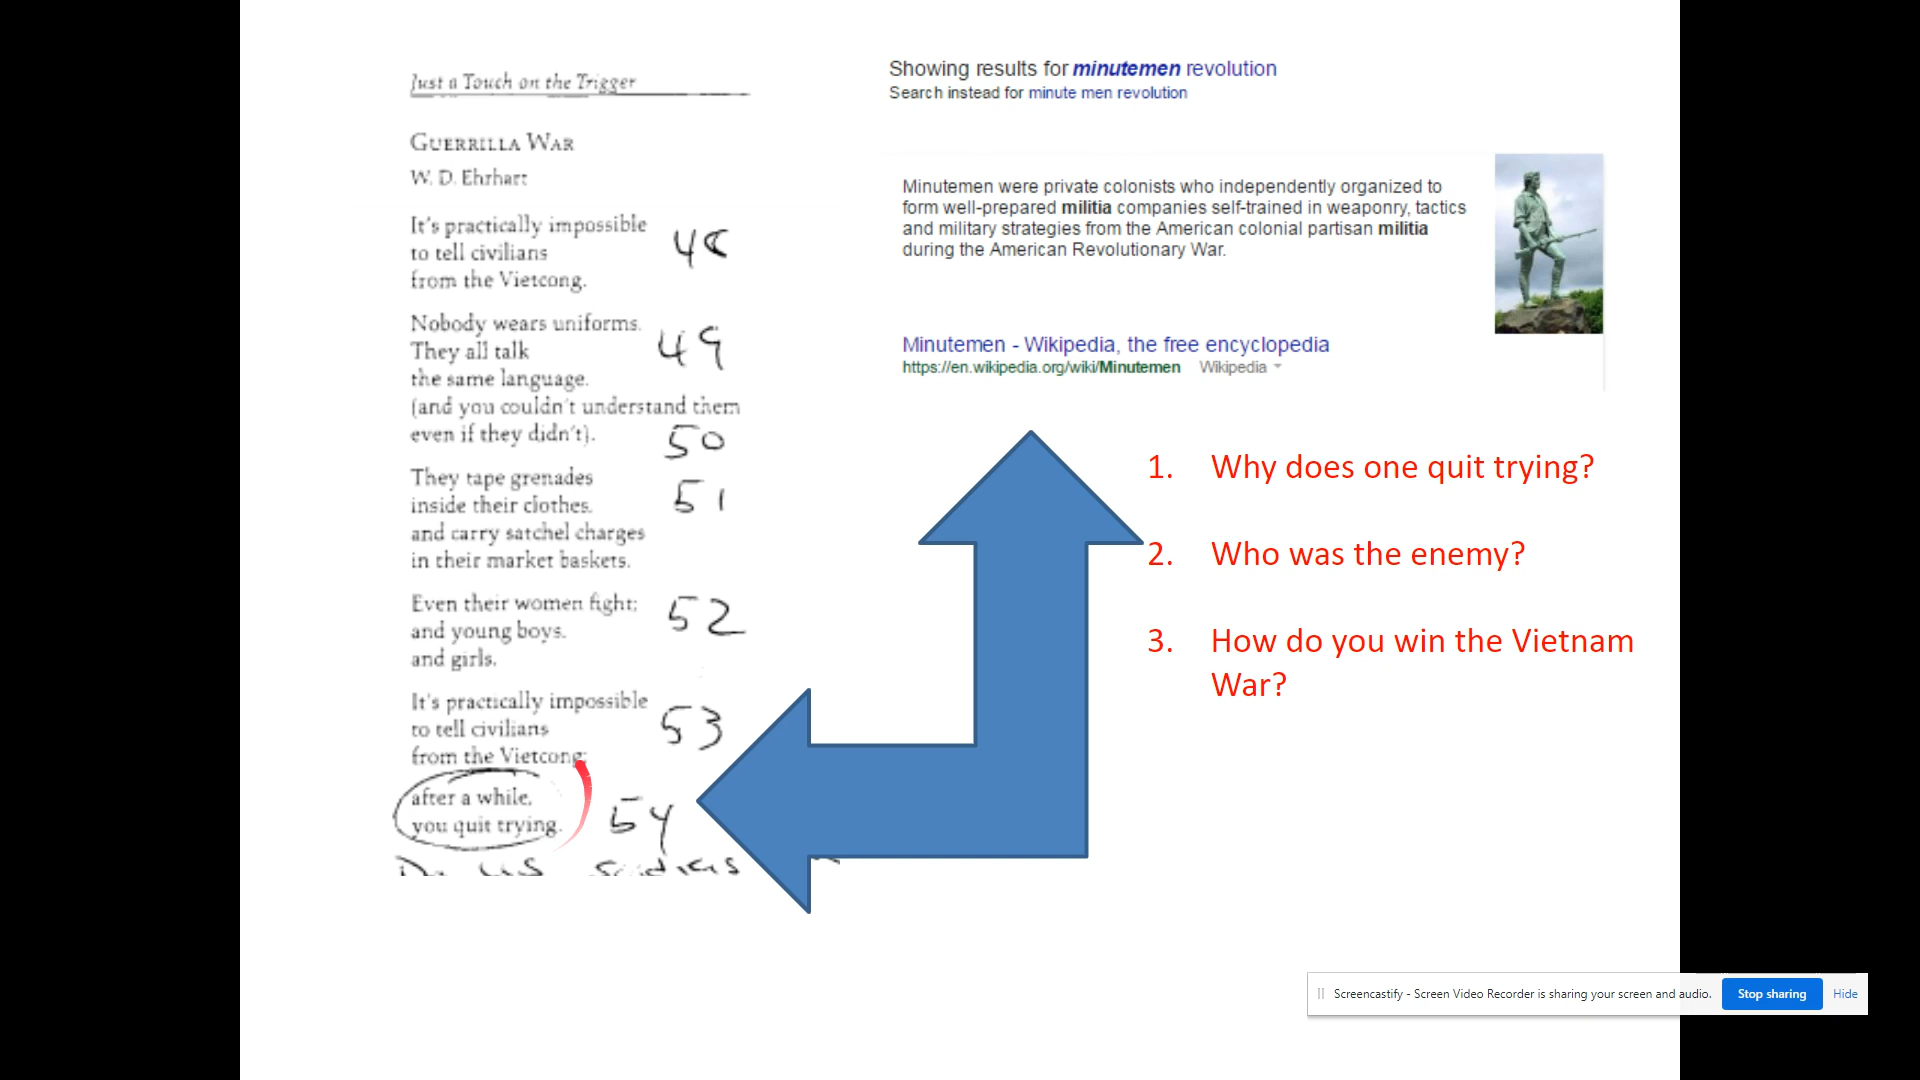 Just a Touch on the Trigger
GUERRILLA WAR
W. D. Ehrhart
It's practically impossible
to tell civilians
from the Vietcong.
48
Nobody wears uniforms.
They all talk
the same language.
(and you couldn't understand them
even if they didn't).
49
50
They tape grenades
inside their clothes.
and carry satchel charges
in their market baskets.
51
Even their women fight;
and young boys.
and girls.
52
It's practically impossible
to tell civilians
from the Vietcong;
53
after a while,
you quit trying.
54
Showing results for minutemen revolution
Search instead for minute men revolution
Minutemen were private colonists who independently organized to
form well-prepared militia companies self-trained in weaponry, tactics
and military strategies from the American colonial partisan militia
during the American Revolutionary War.
Minutemen - Wikipedia, the free encyclopedia
https://en.wikipedia.org/wiki/Minutemen Wikipedia
1. Why does one quit trying?
2. Who was the enemy?
3. How do you win the Vietnam
War?
Screencastify - Screen Video Recorder is sharing your screen and audio. Stop sharing Hide